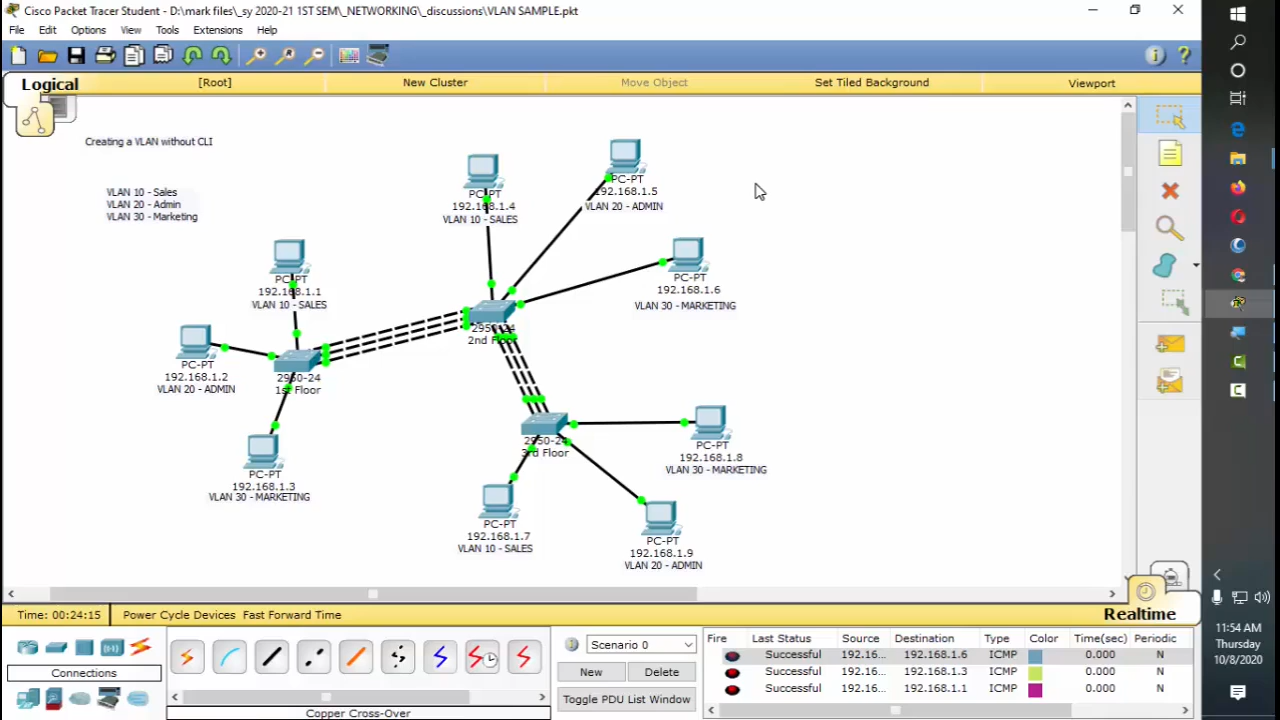 Cisco Packet Tracer Student - D:\mark files\_sy 2020-21 1ST SEM\_NETWORKING\_discussions\VLAN SAMPLE.pkt
File Edit Options View Tools Extensions Help
Logical [Root] New Cluster Move Object Set Tiled Background Viewport
Creating a VLAN without CLI
VLAN 10 - Sales
VLAN 20 - Admin
VLAN 30 - Marketing
PC-PT
192.168.1.4
VLAN 10 - SALES
PC-PT
192.168.1.5
VLAN 20 - ADMIN
PC-PT
192.168.1.1
VLAN 10 - SALES
PC-PT
192.168.1.6
VLAN 30 - MARKETING
2950-24
2nd Floor
PC-PT
192.168.1.2
VLAN 20 - ADMIN
2950-24
1st Floor
PC-PT
192.168.1.3
VLAN 30 - MARKETING
2950-24
3rd Floor
PC-PT
192.168.1.8
VLAN 30 - MARKETING
PC-PT
192.168.1.7
VLAN 10 - SALES
PC-PT
192.168.1.9
VLAN 20 - ADMIN
Time: 00:24:15 Power Cycle Devices Fast Forward Time Realtime
Connections
Copper Cross-Over
Scenario 0
New Delete
Toggle PDU List Window
Fire Last Status Source Destination Type Color Time(sec) Periodic
Successful 192.16... 192.168.1.6 ICMP 0.000 N
Successful 192.16... 192.168.1.3 ICMP 0.000 N
Successful 192.16... 192.168.1.1 ICMP 0.000 N
11:54 AM
Thursday
10/8/2020